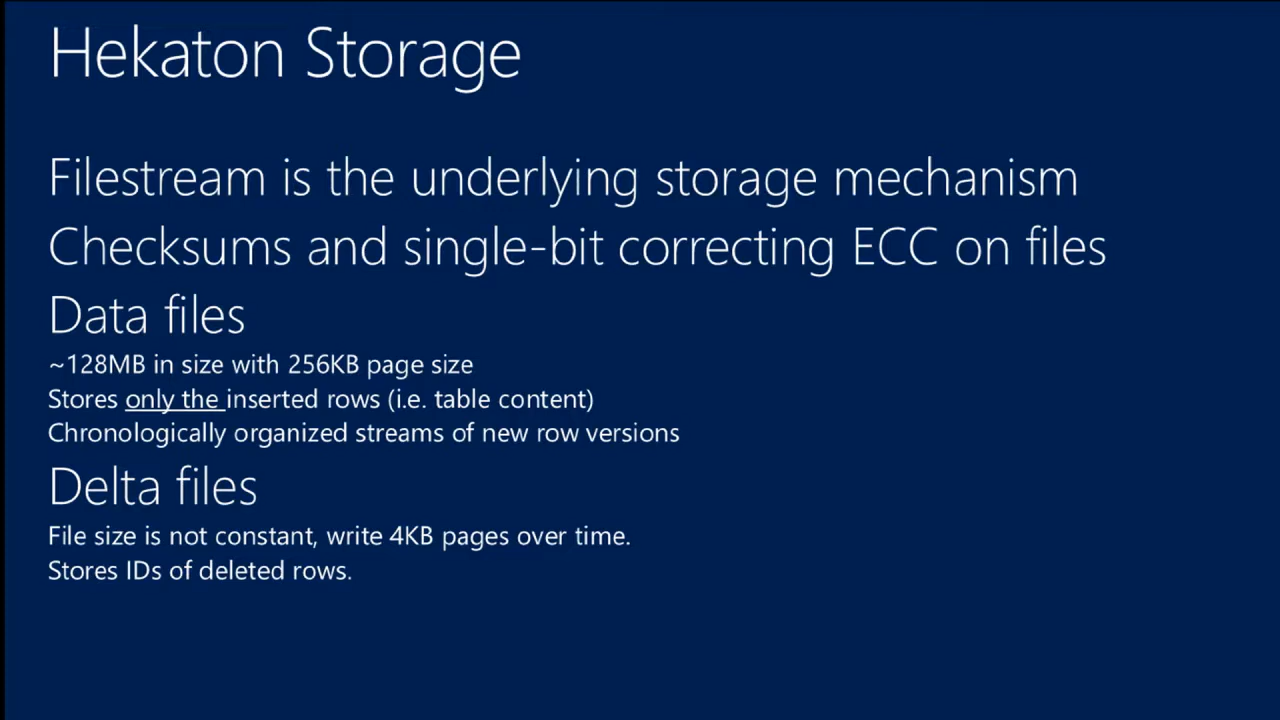 Hekaton Storage
Filestream is the underlying storage mechanism
Checksums and single-bit correcting ECC on files
Data files
~128MB in size with 256KB page size
Stores only the inserted rows (i.e. table content)
Chronologically organized streams of new row versions
Delta files
File size is not constant, write 4KB pages over time.
Stores IDs of deleted rows.